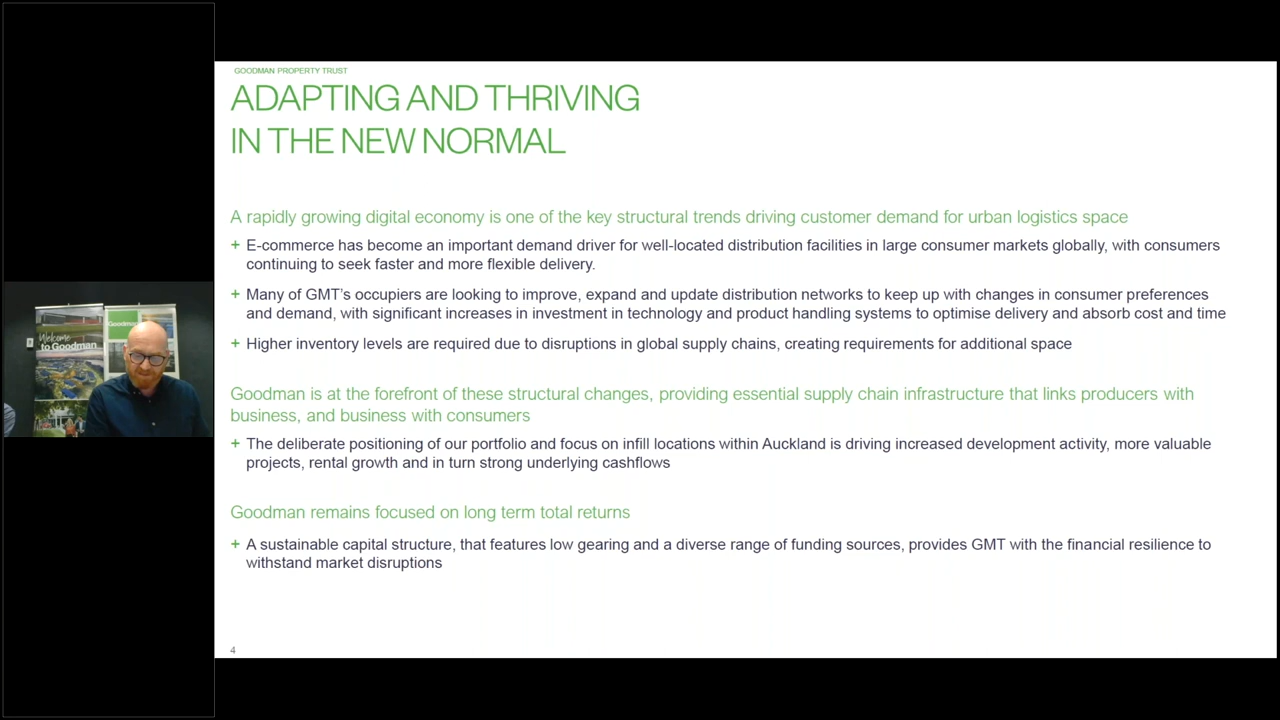 GOODMAN PROPERTY TRUST
ADAPTING AND THRIVING
IN THE NEW NORMAL
A rapidly growing digital economy is one of the key structural trends driving customer demand for urban logistics space
+ E-commerce has become an important demand driver for well-located distribution facilities in large consumer markets globally, with consumers
continuing to seek faster and more flexible delivery.
+ Many of GMT's occupiers are looking to improve, expand and update distribution networks to keep up with changes in consumer preferences
and demand, with significant increases in investment in technology and product handling systems to optimise delivery and absorb cost and time
+ Higher inventory levels are required due to disruptions in global supply chains, creating requirements for additional space
Goodman is at the forefront of these structural changes, providing essential supply chain infrastructure that links producers with
business, and business with consumers
+ The deliberate positioning of our portfolio and focus on infill locations within Auckland is driving increased development activity, more valuable
projects, rental growth and in turn strong underlying cashflows
Goodman remains focused on long term total returns
+ A sustainable capital structure, that features low gearing and a diverse range of funding sources, provides GMT with the financial resilience to
withstand market disruptions
4
Welcome
to Goodman
Goodman